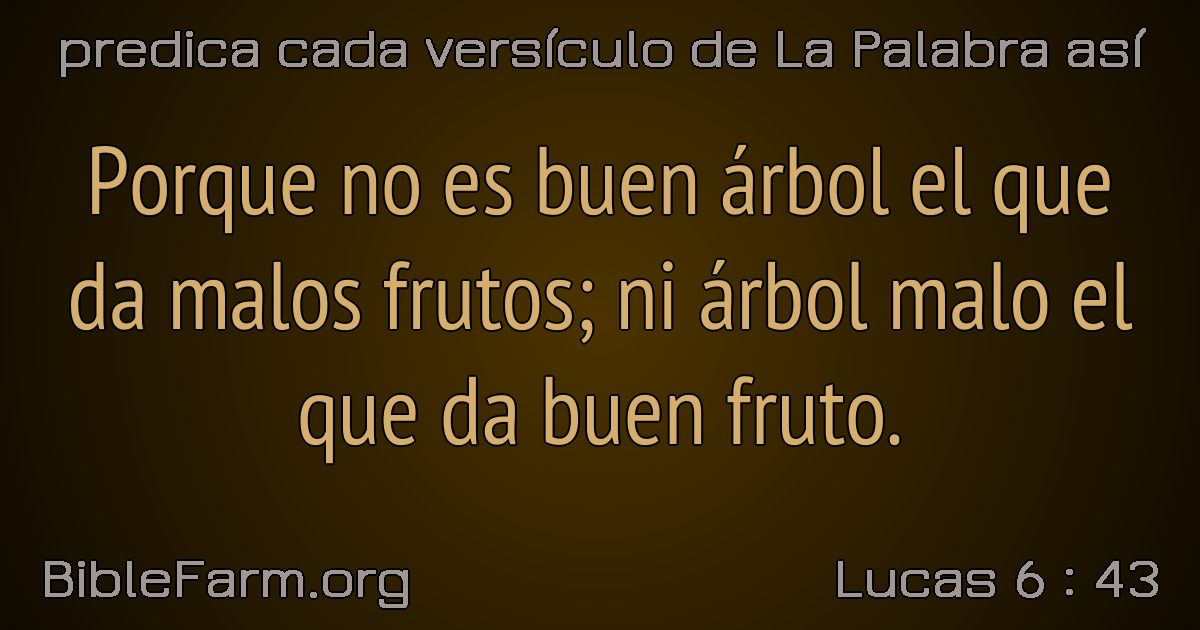 predica cada versículo de La Palabra así
Porque no es buen árbol el que
da malos frutos; ni árbol malo el
que da buen fruto.
BibleFarm.org
Lucas 6 : 43